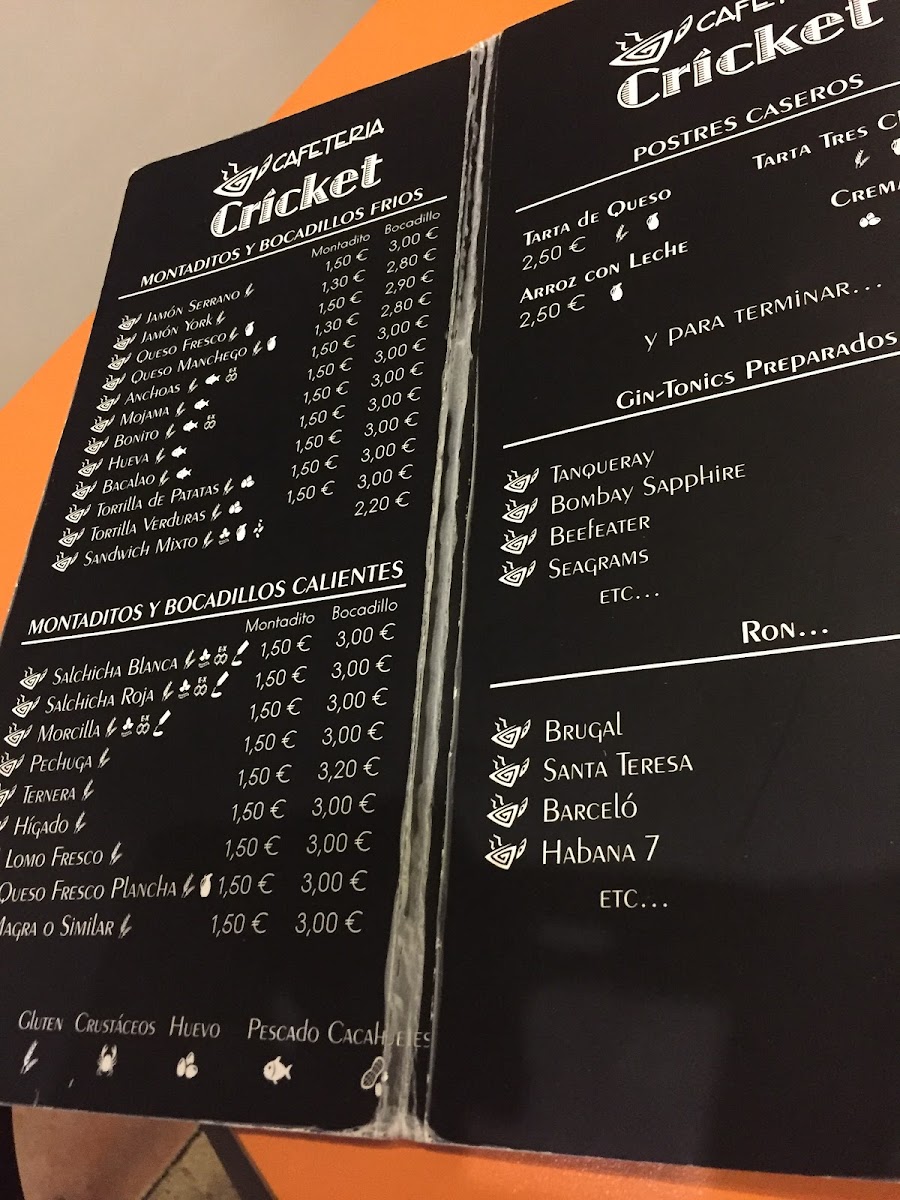 CAFETERIA
Cricket
MONTADITOS Y BOCADILLOS FRIOS
Montadito Bocadillo
Jamón Serrano 1,50 € 3,00 €
Jamón York 1,30 € 2,80 €
Queso Fresco 1,50 € 2,90 €
Queso Manchego 1,30 € 2,80 €
Anchoas 1,50 € 3,00 €
Mojama 1,50 € 3,00 €
Bonito 1,50 € 3,00 €
Hueva 1,50 € 3,00 €
Bacalao 1,50 € 3,00 €
Tortilla de Patatas 1,50 € 3,00 €
Tortilla Verduras 1,50 € 3,00 €
Sandwich Mixto 2,20 €
MONTADITOS Y BOCADILLOS CALIENTES
Montadito Bocadillo
Salchicha Blanca 1,50 € 3,00 €
Salchicha Roja 1,50 € 3,00 €
Morcilla 1,50 € 3,00 €
Pechuga 1,50 € 3,00 €
Ternera 1,50 € 3,20 €
Hígado 1,50 € 3,00 €
Lomo Fresco 1,50 € 3,00 €
Queso Fresco Plancha 1,50 € 3,00 €
Magra o Similar 1,50 € 3,00 €
Gluten Crustáceos Huevo Pescado Cacahuetes
Cricket
POSTRES CASEROS
Tarta de Queso
2,50 €
Tarta Tres
Arroz con Leche
2,50 €
Crema
y para terminar...
Gin-Tonics Preparados
Tanqueray
Bombay Sapphire
Beefeater
Seagrams
etc...
Ron...
Brugal
Santa Teresa
Barceló
Habana 7
etc...